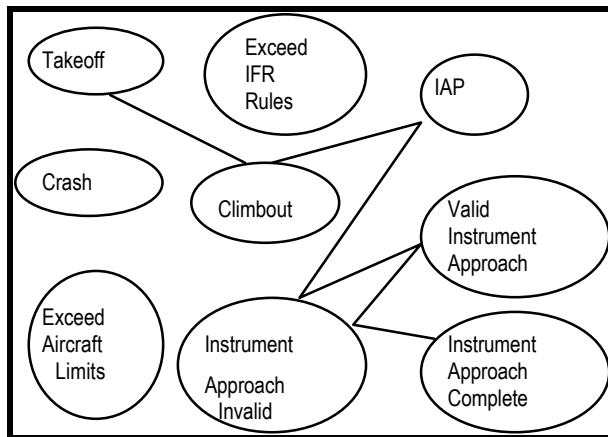 Takeoff
Exceed
IFR
Rules
IAP
Crash
Climbout
Valid
Instrument
Approach
Exceed
Aircraft
Limits
Instrument
Approach
Invalid
Instrument
Approach
Complete